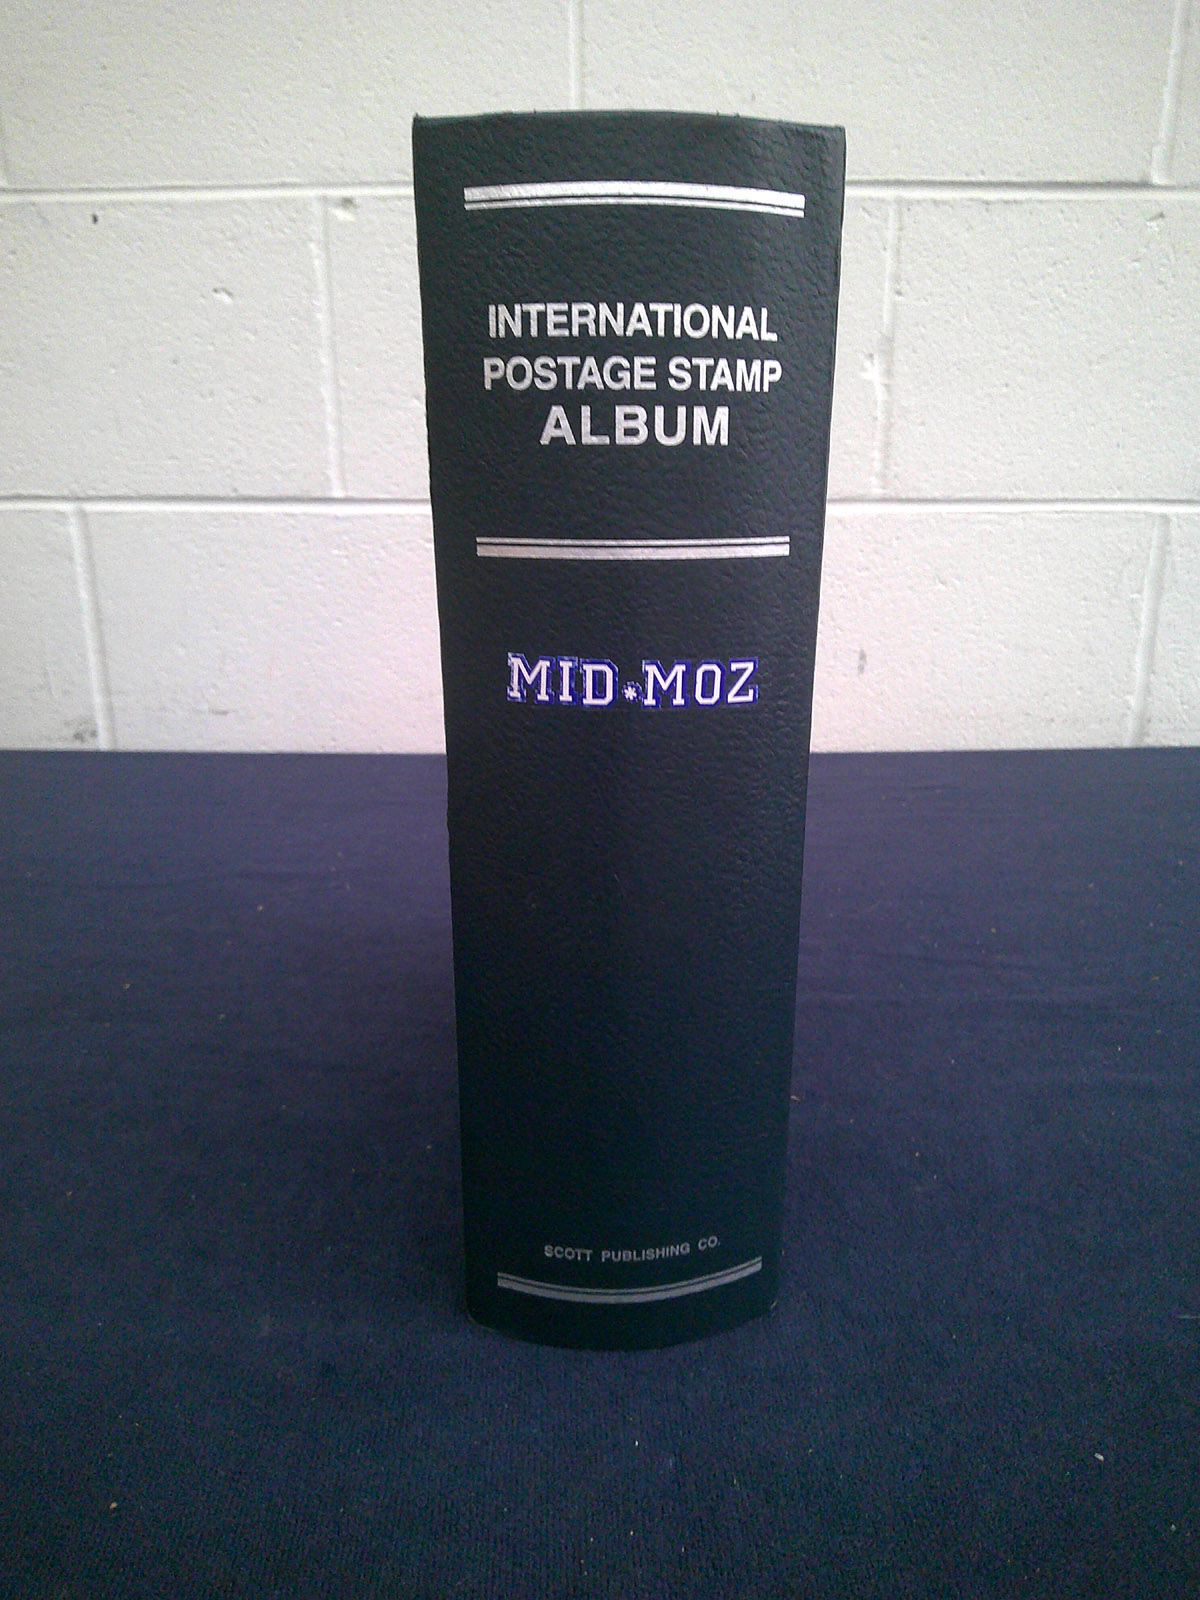 INTERNATIONAL
POSTAGE STAMP
ALBUM
MID*MOZ
SCOTT PUBLISHING CO.